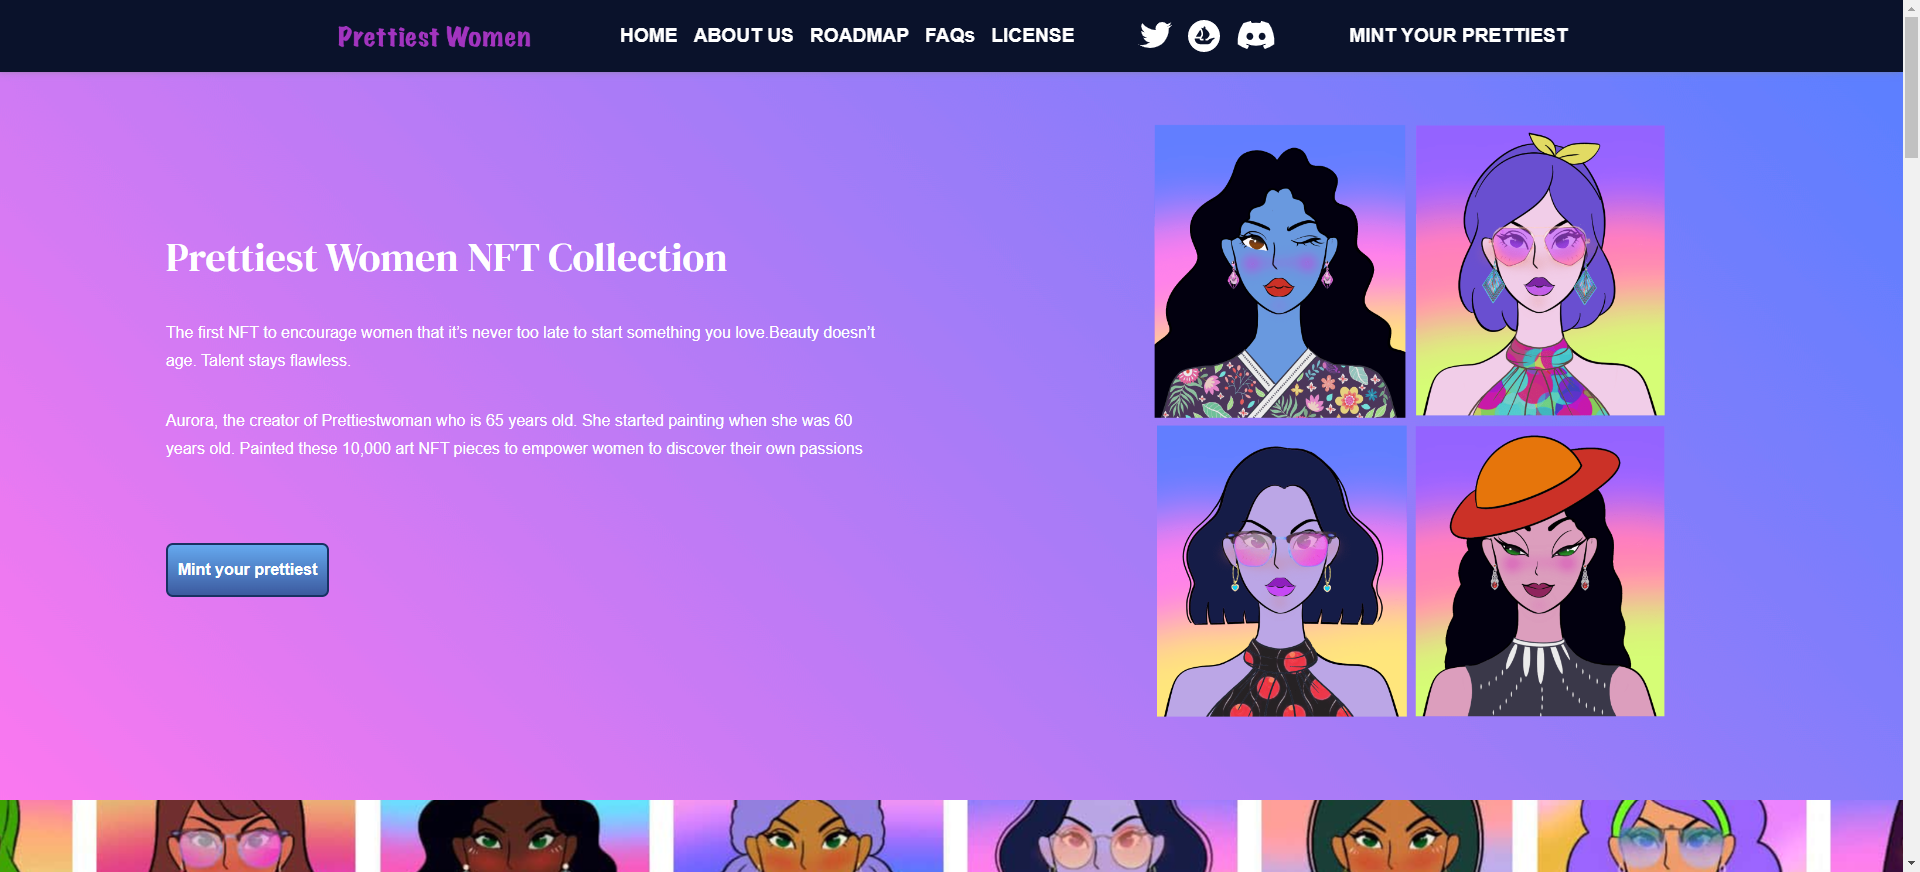 Prettiest Women
HOME ABOUT US ROADMAP FAQs LICENSE
MINT YOUR PRETTIEST
Prettiest Women NFT Collection
The first NFT to encourage women that it’s never too late to start something you love.Beauty doesn’t
age. Talent stays flawless.
Aurora, the creator of Prettiestwoman who is 65 years old. She started painting when she was 60
years old. Painted these 10,000 art NFT pieces to empower women to discover their own passions
Mint your prettiest